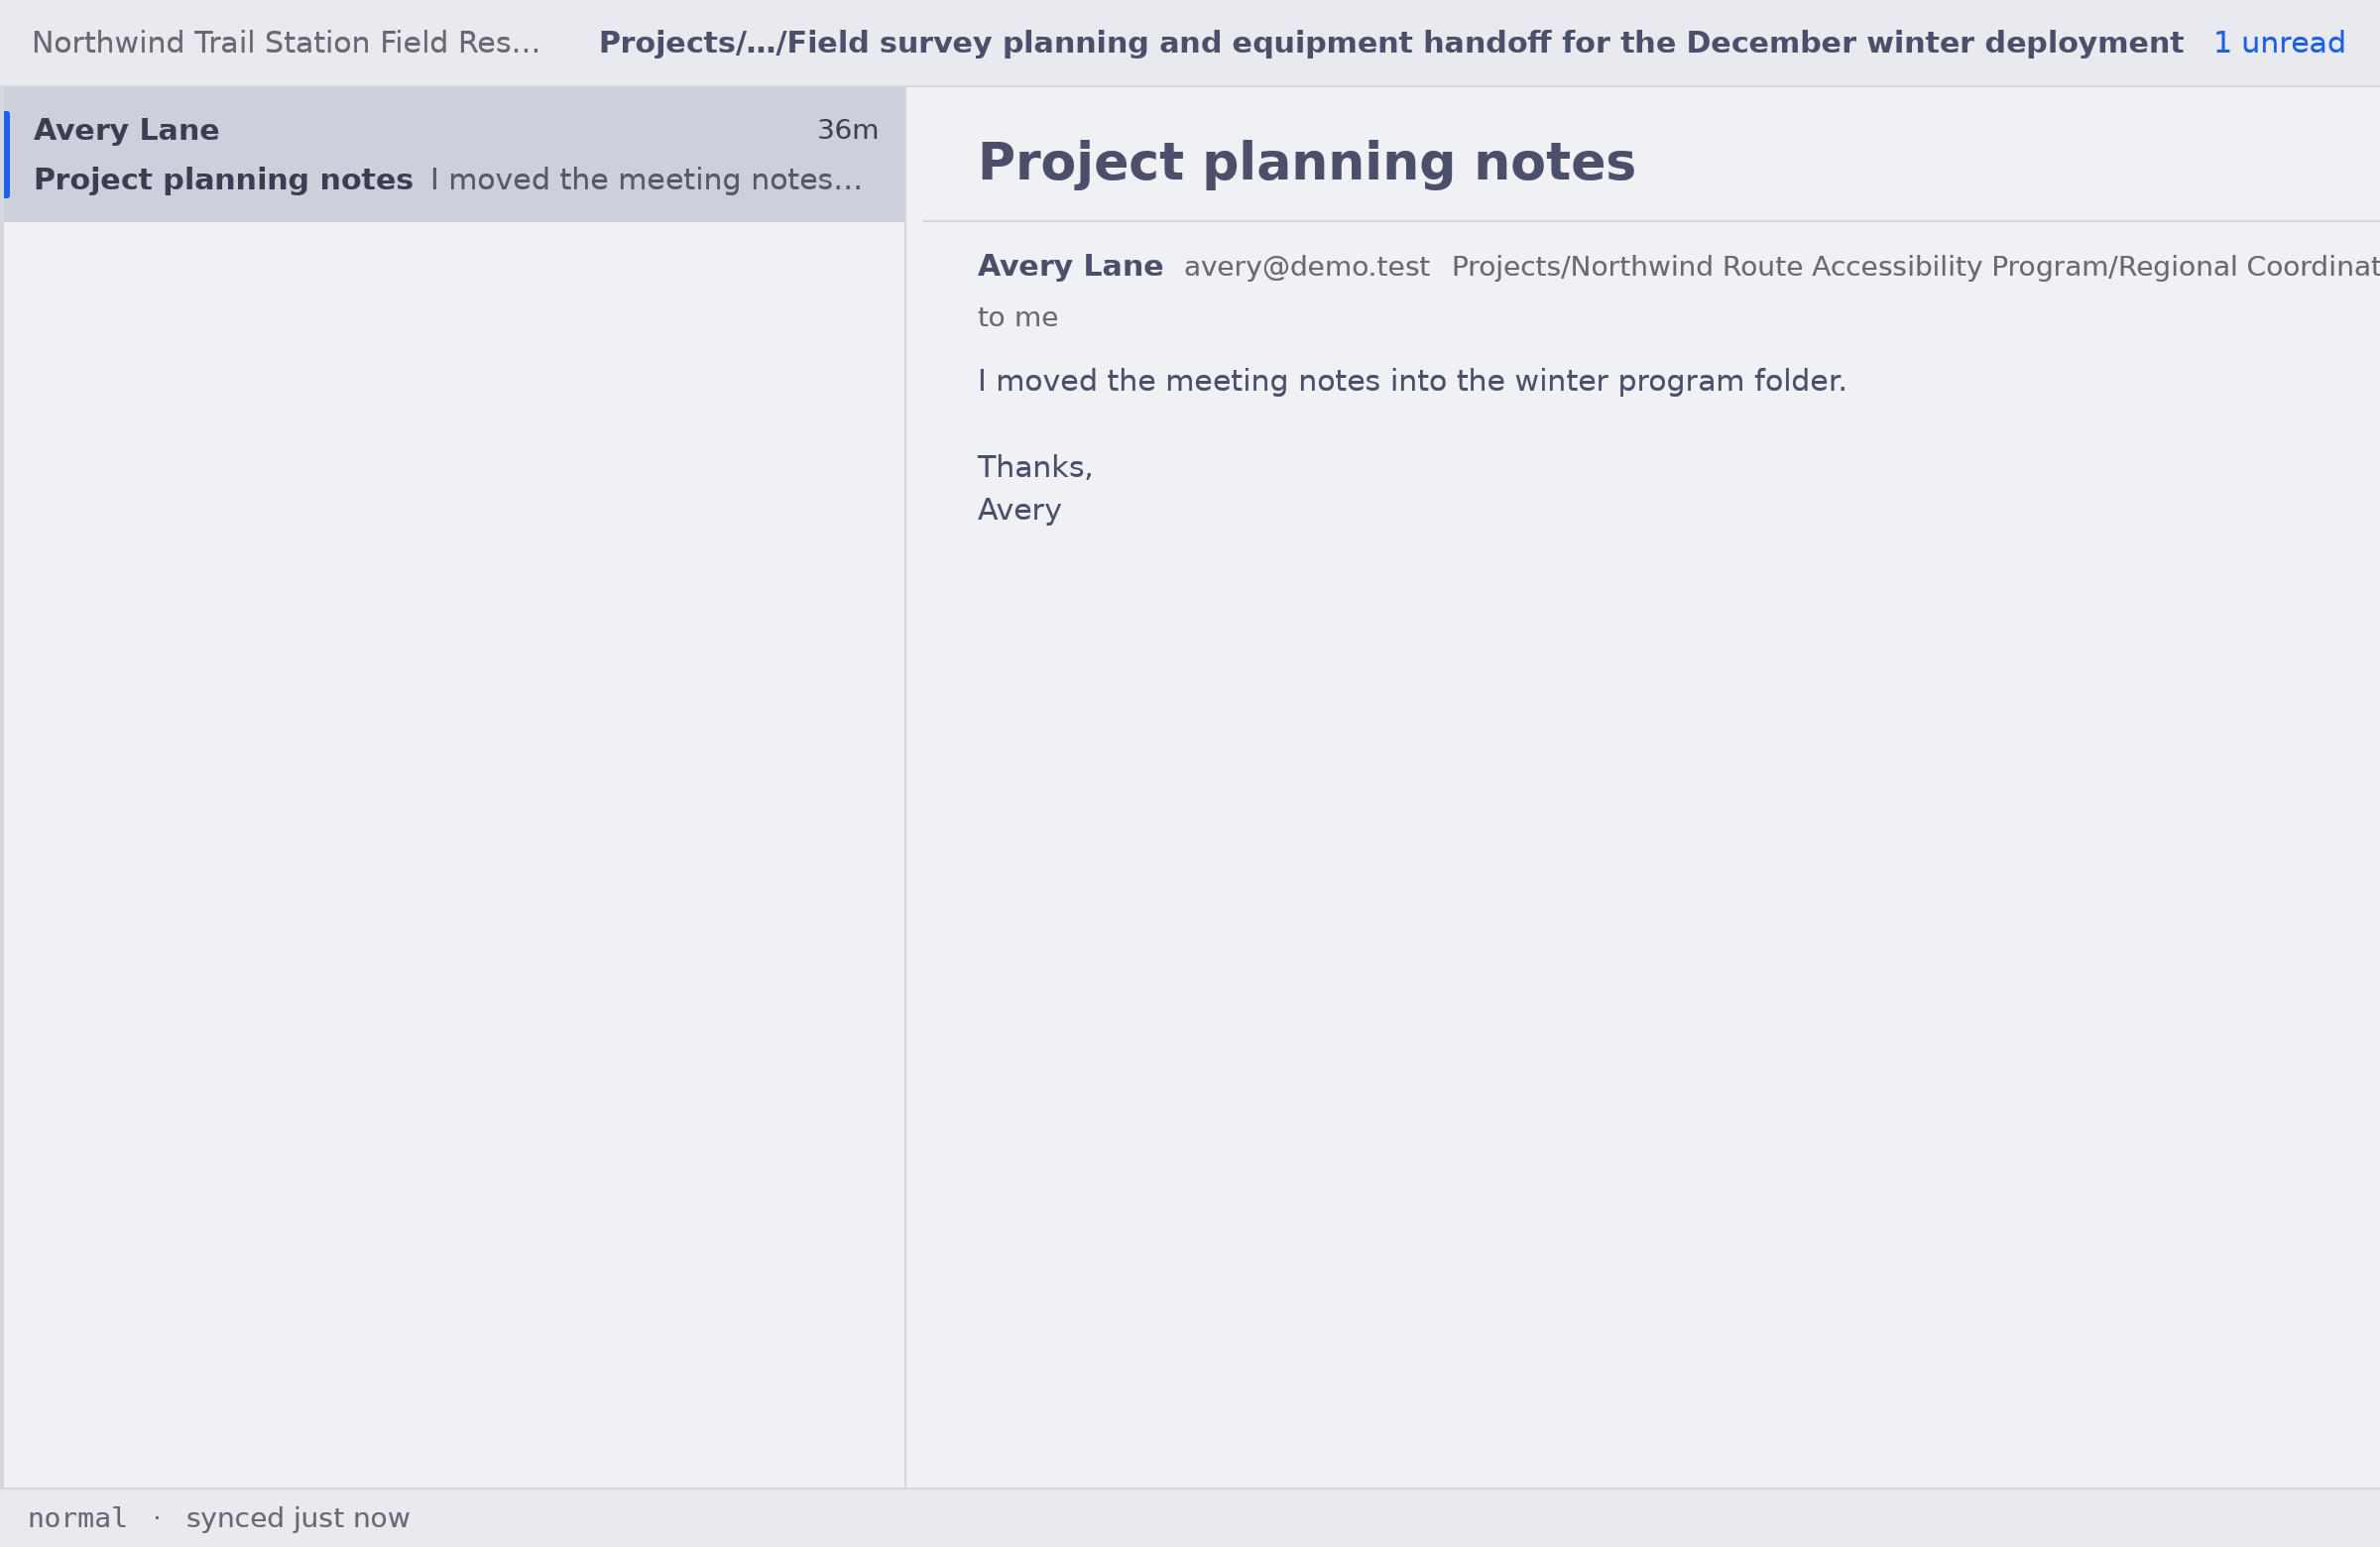 Northwind Trail Station Field Res… Projects/…/Field survey planning and equipment handoff for the December winter deployment 1 unread
Avery Lane 36m
Project planning notes I moved the meeting notes…
Project planning notes
Avery Lane avery@demo.test Projects/Northwind Route Accessibility Program/Regional Coordinat
to me
I moved the meeting notes into the winter program folder.
Thanks,
Avery
normal · synced just now